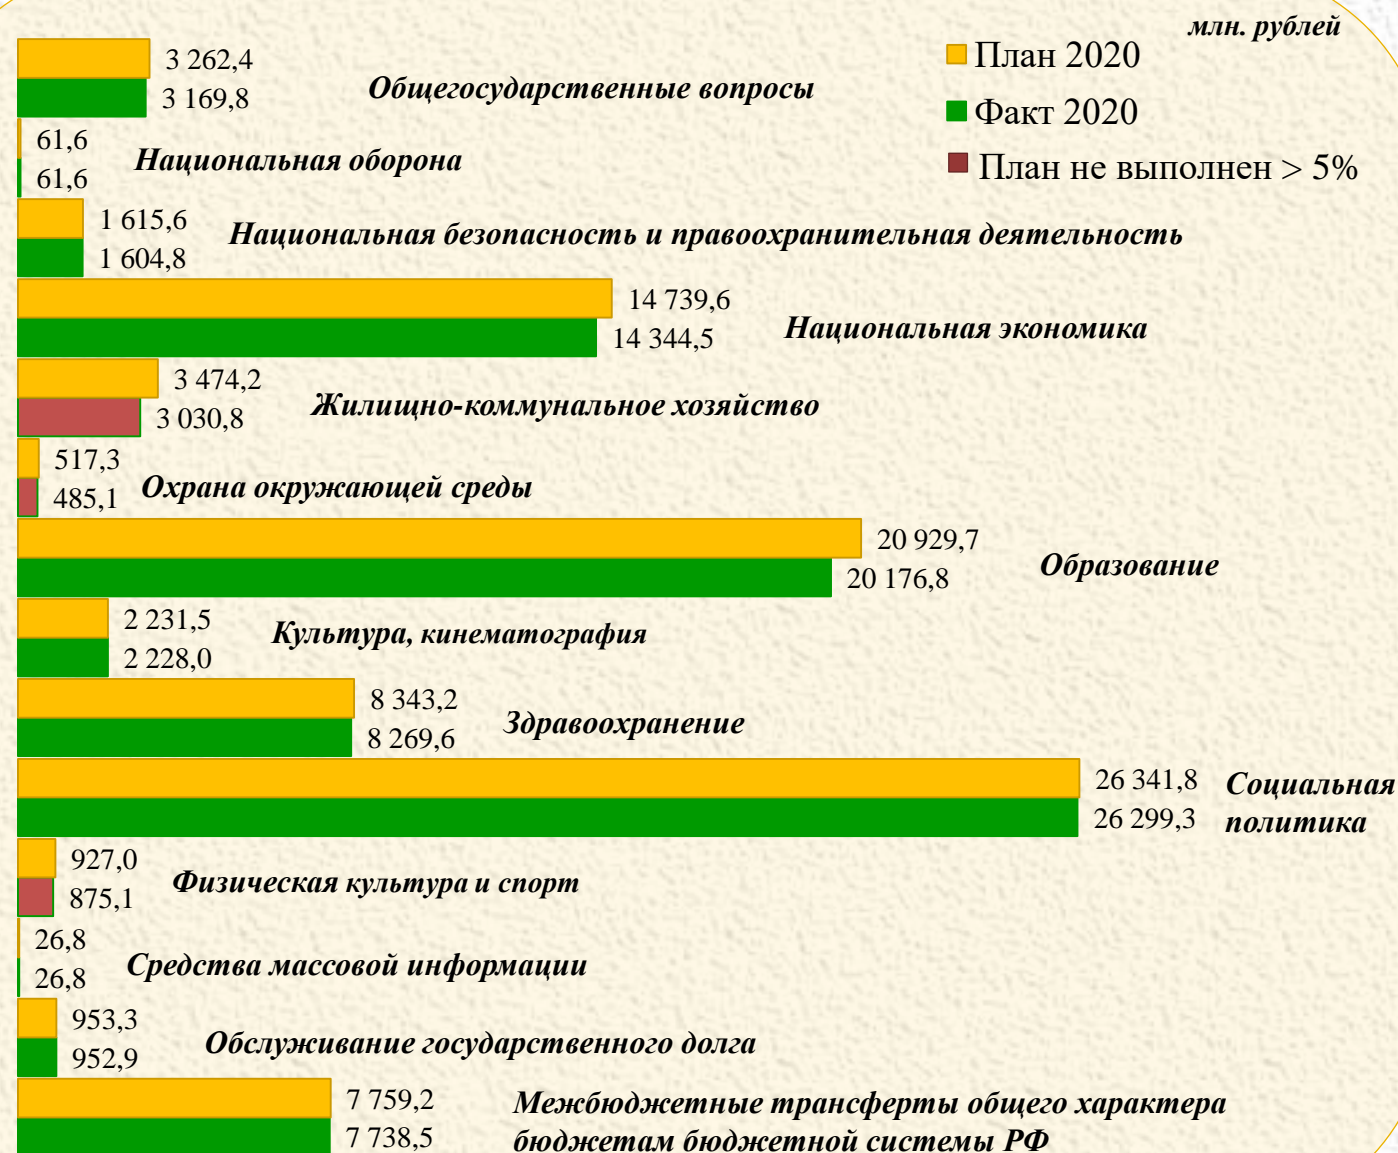 млн. рублей
План 2020
Факт 2020
План не выполнен > 5%
3 262,4
3 169,8
Общегосударственные вопросы
61,6
61,6
Национальная оборона
1 615,6
1 604,8
Национальная безопасность и правоохранительная деятельность
14 739,6
14 344,5
Национальная экономика
3 474,2
3 030,8
Жилищно-коммунальное хозяйство
517,3
485,1
Охрана окружающей среды
20 929,7
20 176,8
Образование
2 231,5
2 228,0
Культура, кинематография
8 343,2
8 269,6
Здравоохранение
26 341,8
26 299,3
Социальная
политика
927,0
875,1
Физическая культура и спорт
26,8
26,8
Средства массовой информации
953,3
952,9
Обслуживание государственного долга
7 759,2
7 738,5
Межбюджетные трансферты общего характера
бюджетам бюджетной системы РФ